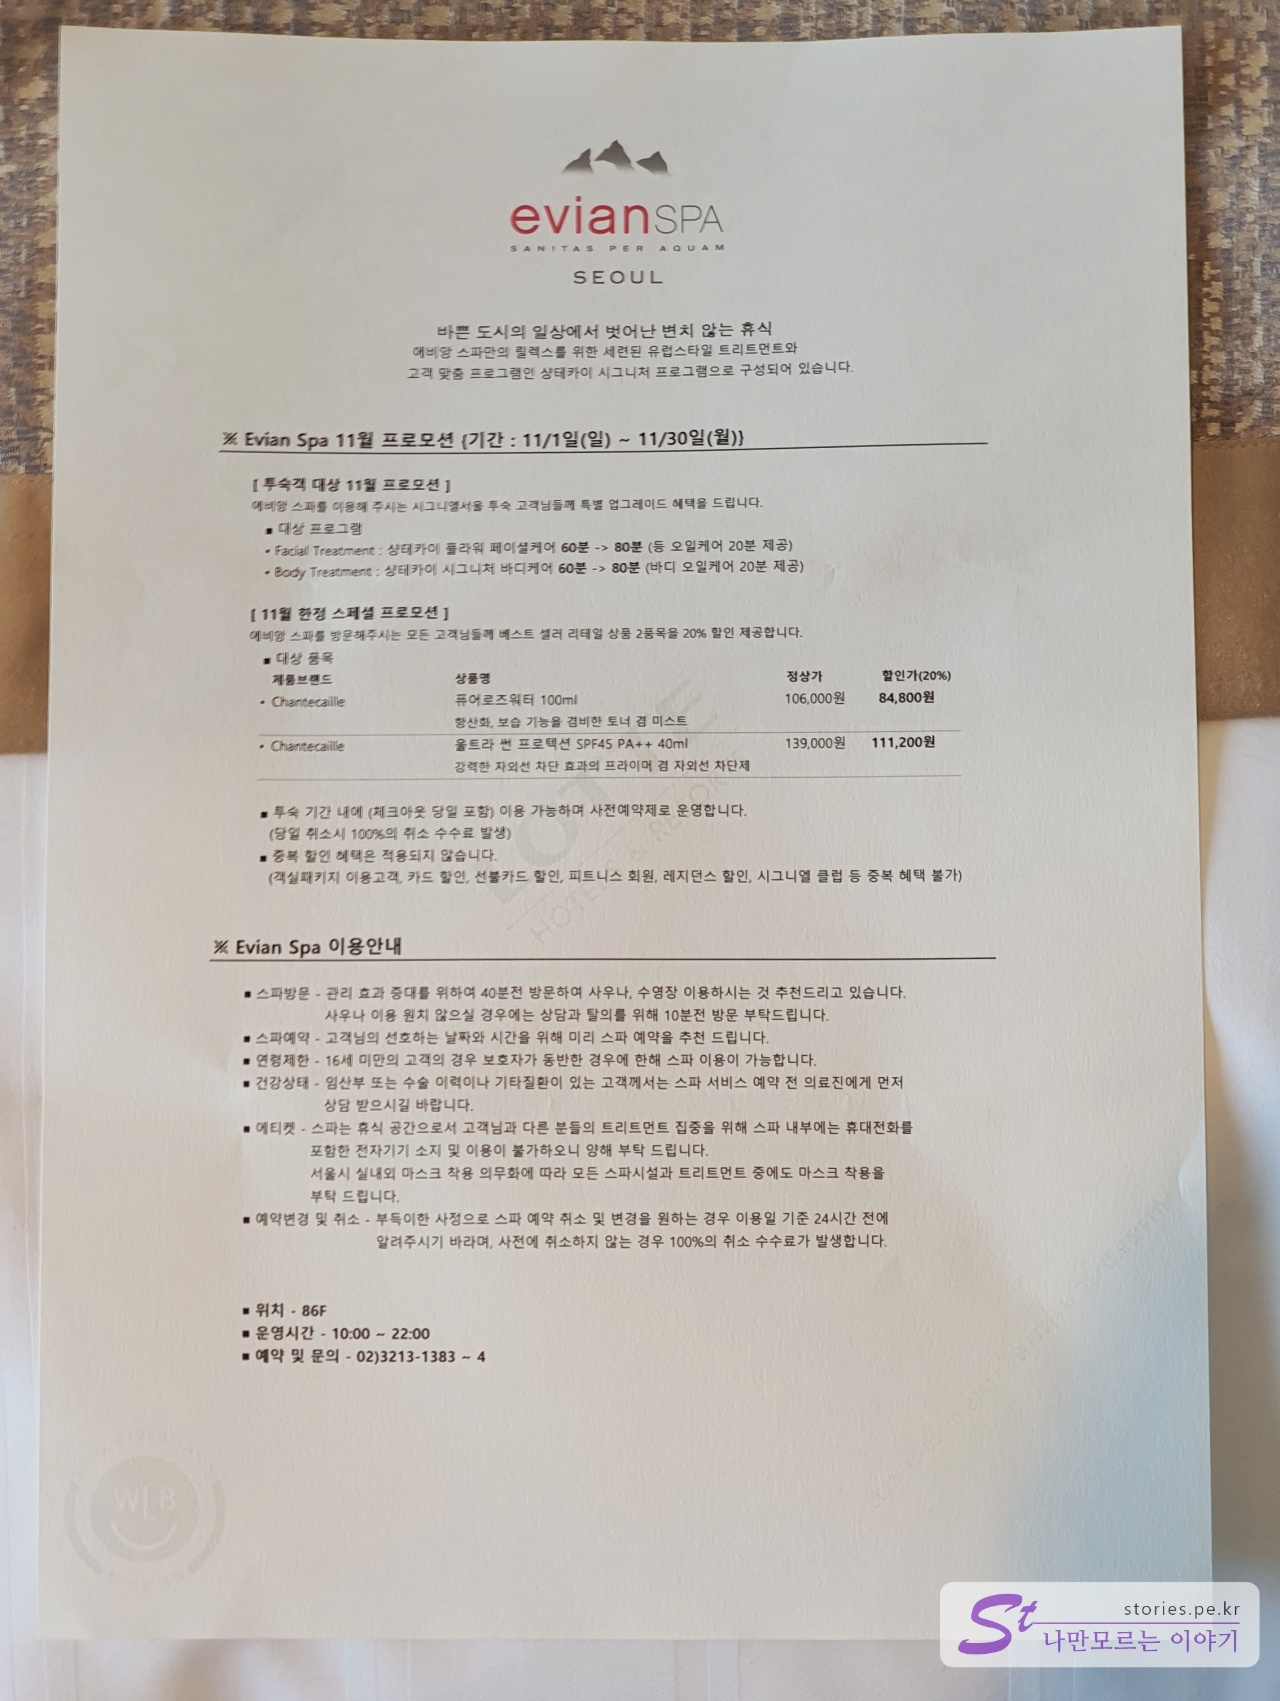 evianSPA
SANITAS PER AQUAM
SEOUL
바쁜 도시의 일상에서 벗어난 변치 않는 휴식
에비앙 스파만의 릴렉스를 위한 세련된 유럽스타일 트리트먼트와
고객 맞춤 프로그램인 샹테카이 시그니처 프로그램으로 구성되어 있습니다.
※ Evian Spa 11월 프로모션 {기간 : 11/1일(일) ~ 11/30일(월)}
[ 투숙객 대상 11월 프로모션 ]
에비앙 스파를 이용해 주시는 시그니엘서울 투숙 고객님들께 특별 업그레이드 혜택을 드립니다.
■ 대상 프로그램
• Facial Treatment : 샹테카이 플라워 페이셜케어 60분 -> 80분 (등 오일케어 20분 제공)
• Body Treatment : 샹테카이 시그니처 바디케어 60분 -> 80분 (바디 오일케어 20분 제공)
[ 11월 한정 스페셜 프로모션 ]
에비앙 스파를 방문해주시는 모든 고객님들께 베스트 셀러 리테일 상품 2품목을 20% 할인 제공합니다.
■ 대상 품목
제품브랜드 상품명 정상가 할인가(20%)
• Chantecaille 퓨어로즈워터 100ml 106,000원 84,800원
항산화, 보습 기능을 겸비한 토너 겸 미스트
• Chantecaille 울트라 썬 프로텍션 SPF45 PA++ 40ml 139,000원 111,200원
강력한 자외선 차단 효과의 프라이머 겸 자외선 차단제
■ 투숙 기간 내에 (체크아웃 당일 포함) 이용 가능하며 사전예약제로 운영합니다.
(당일 취소시 100%의 취소 수수료 발생)
■ 중복 할인 혜택은 적용되지 않습니다.
(객실패키지 이용고객, 카드 할인, 선불카드 할인, 피트니스 회원, 레지던스 할인, 시그니엘 클럽 등 중복 혜택 불가)
※ Evian Spa 이용안내
■ 스파방문 - 관리 효과 증대를 위하여 40분전 방문하여 사우나, 수영장 이용하시는 것 추천드리고 있습니다.
사우나 이용 원치 않으실 경우에는 상담과 탈의를 위해 10분전 방문 부탁드립니다.
■ 스파예약 - 고객님의 선호하는 날짜와 시간을 위해 미리 스파 예약을 추천 드립니다.
■ 연령제한 - 16세 미만의 고객의 경우 보호자가 동반한 경우에 한해 스파 이용이 가능합니다.
■ 건강상태 - 임산부 또는 수술 이력이나 기타질환이 있는 고객께서는 스파 서비스 예약 전 의료진에게 먼저
상담 받으시길 바랍니다.
■ 에티켓 - 스파는 휴식 공간으로서 고객님과 다른 분들의 트리트먼트 집중을 위해 스파 내부에는 휴대전화를
포함한 전자기기 소지 및 이용이 불가하오니 양해 부탁 드립니다.
서울시 실내외 마스크 착용 의무화에 따라 모든 스파시설과 트리트먼트 중에도 마스크 착용을
부탁 드립니다.
■ 예약변경 및 취소 - 부득이한 사정으로 스파 예약 취소 및 변경을 원하는 경우 이용일 기준 24시간 전에
알려주시기 바라며, 사전에 취소하지 않는 경우 100%의 취소 수수료가 발생합니다.
■ 위치 - 86F
■ 운영시간 - 10:00 ~ 22:00
■ 예약 및 문의 - 02)3213-1383 ~ 4
WLB
St
stories.pe.kr
나만모르는 이야기